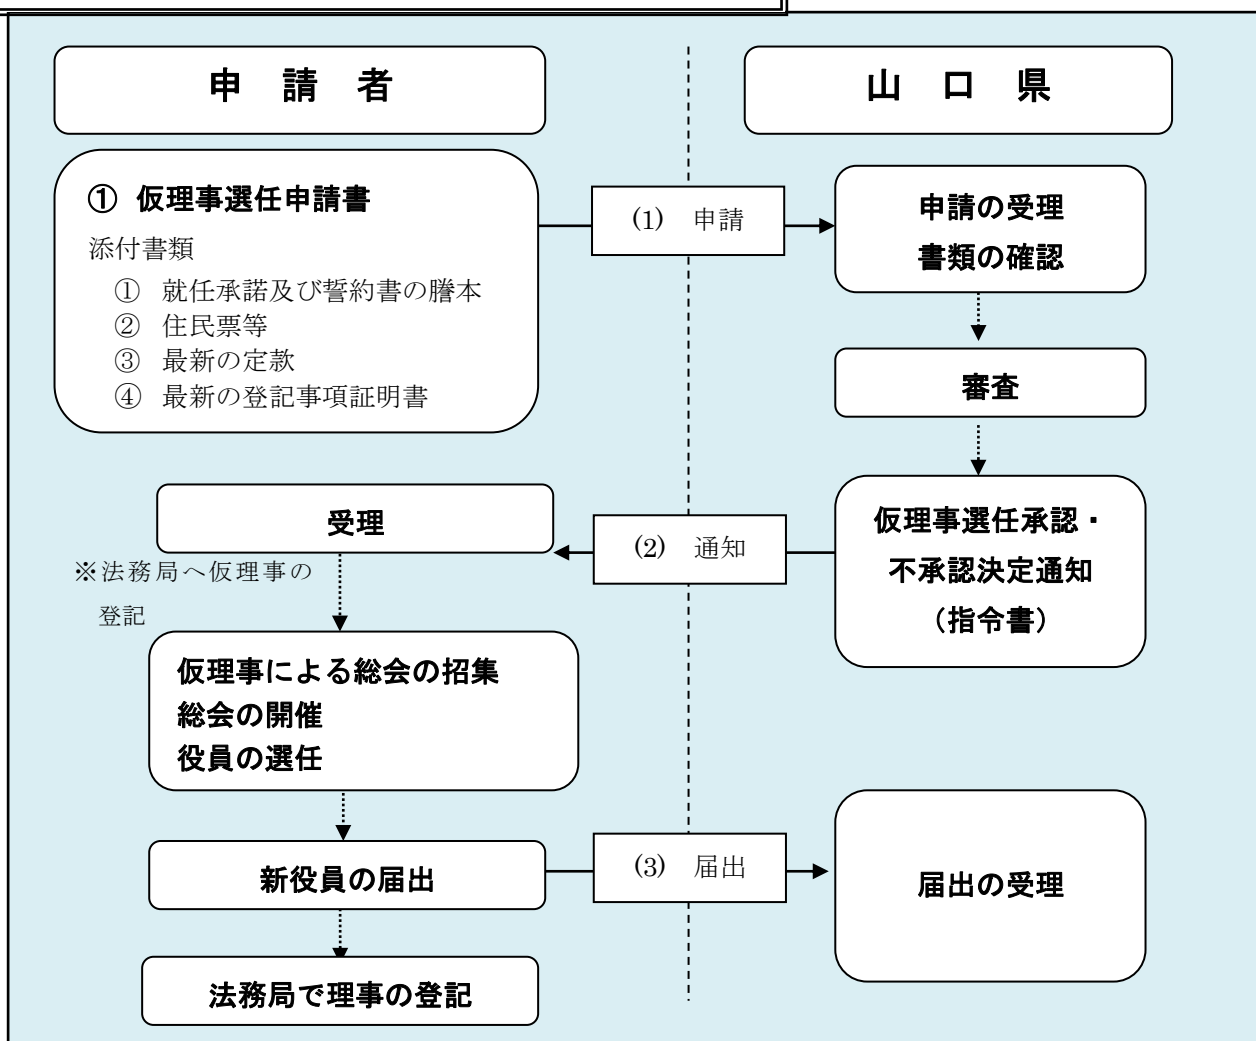 申　請　者
山　口　県
① 仮理事選任申請書
添付書類
① 就任承諾及び誓約書の謄本
② 住民票等
③ 最新の定款
④ 最新の登記事項証明書
(1) 申請
申請の受理
書類の確認
審査
仮理事選任承認・
不承認決定通知
（指令書）
(2) 通知
受理
※法務局へ仮理事の
登記
仮理事による総会の招集
総会の開催
役員の選任
新役員の届出
(3) 届出
届出の受理
法務局で理事の登記